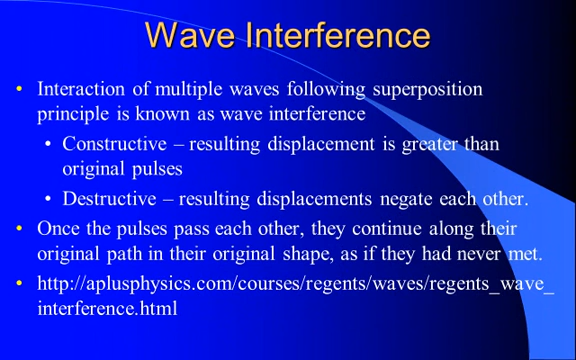 Wave Interference
• Interaction of multiple waves following superposition
principle is known as wave interference
• Constructive – resulting displacement is greater than
original pulses
• Destructive – resulting displacements negate each other.
• Once the pulses pass each other, they continue along their
original path in their original shape, as if they had never met.
• http://aplusphysics.com/courses/regents/waves/regents_wave_
interference.html